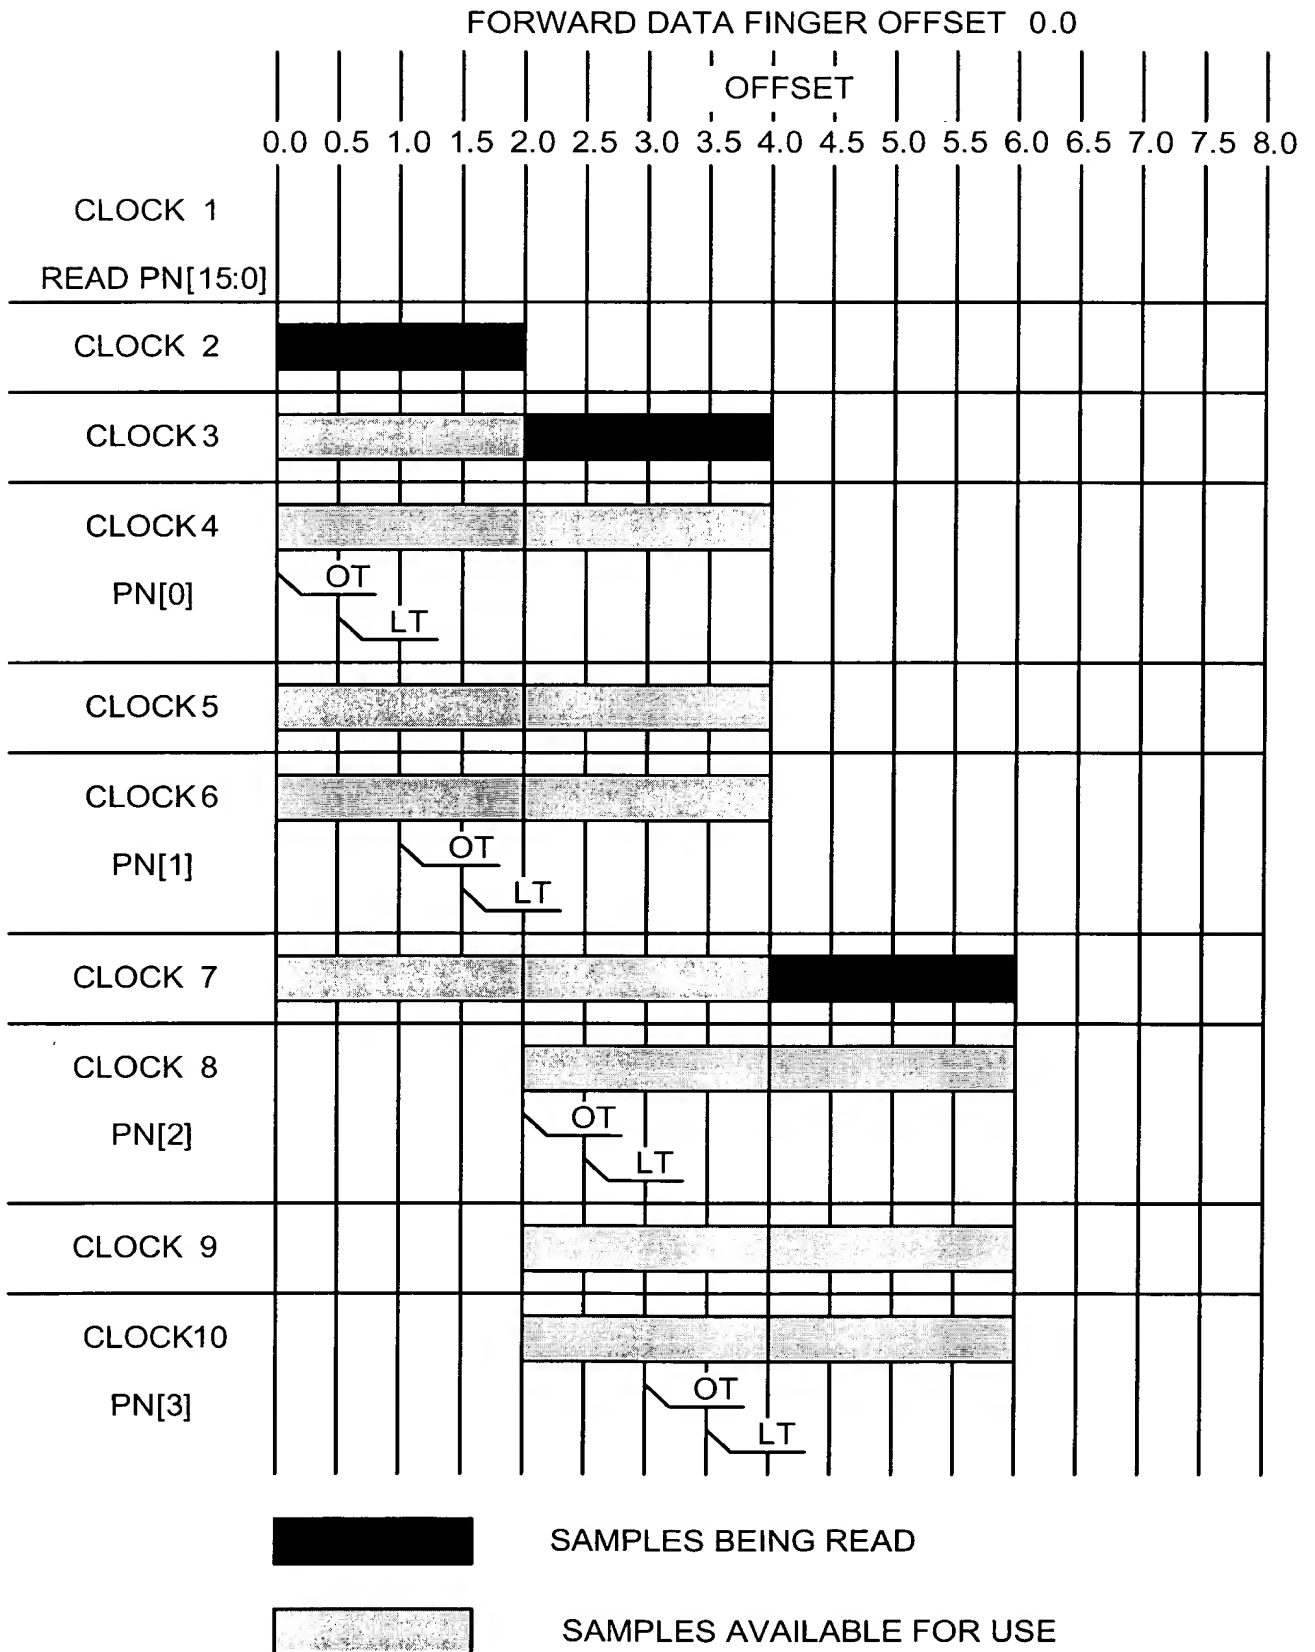 FORWARD DATA FINGER OFFSET 0.0
OFFSET
0.0 0.5 1.0 1.5 2.0 2.5 3.0 3.5 4.0 4.5 5.0 5.5 6.0 6.5 7.0 7.5 8.0
CLOCK 1
READ PN[15:0]
CLOCK 2
CLOCK 3
CLOCK 4
OT
PN[0]
LT
CLOCK 5
CLOCK 6
OT
PN[1]
LT
CLOCK 7
CLOCK 8
OT
PN[2]
LT
CLOCK 9
CLOCK10
OT
PN[3]
LT
SAMPLES BEING READ
SAMPLES AVAILABLE FOR USE